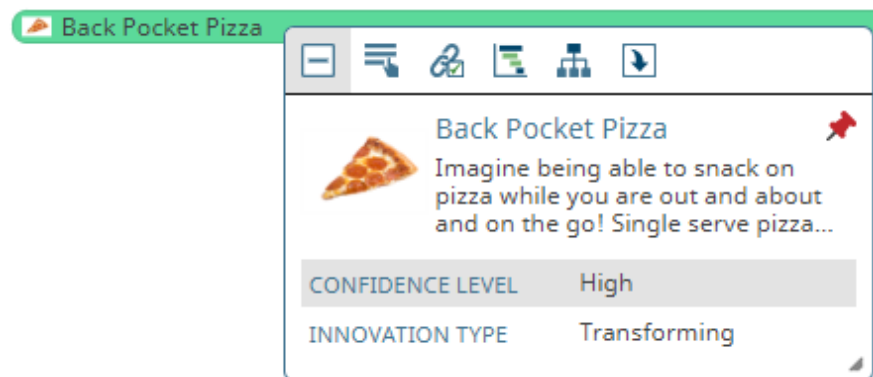 Back Pocket Pizza
Back Pocket Pizza
Imagine being able to snack on
pizza while you are out and about
and on the go! Single serve pizza...
CONFIDENCE LEVEL High
INNOVATION TYPE Transforming